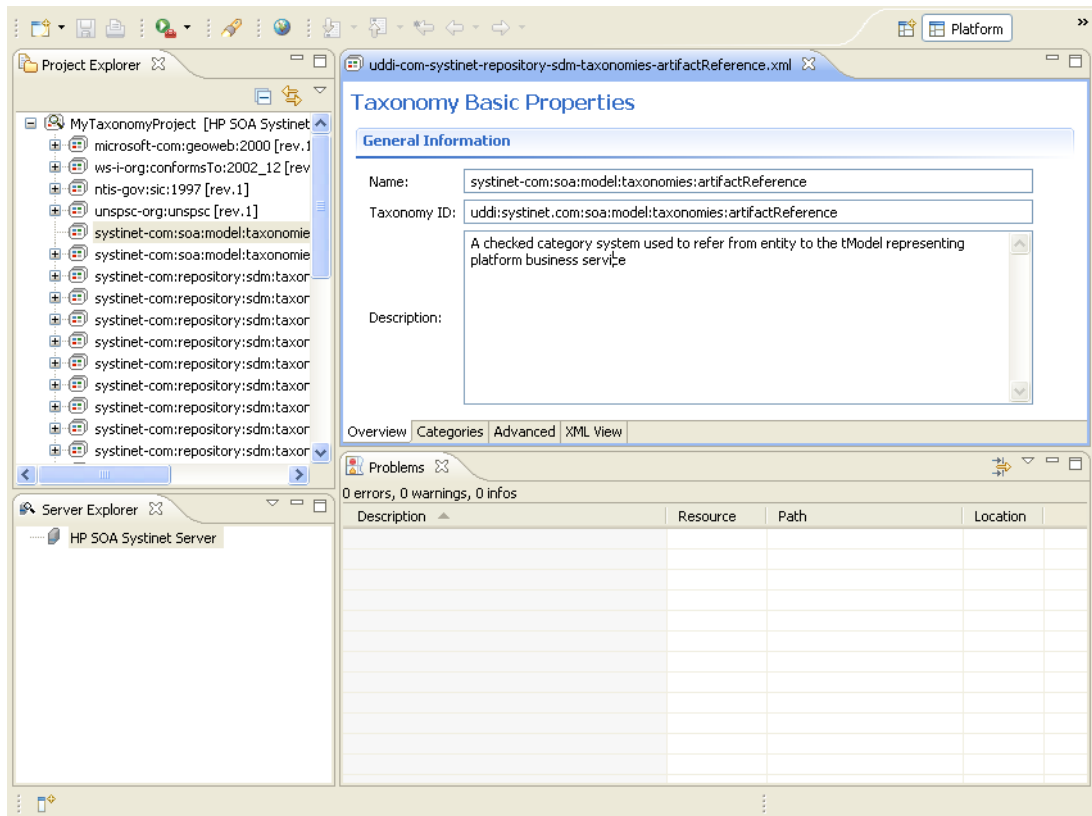 Platform
»
Project Explorer
MyTaxonomyProject [HP SOA Systinet
microsoft-com:geoweb:2000 [rev.1
ws-i-org:conformsTo:2002_12 [rev
ntis-gov:sic:1997 [rev.1]
unspsc-org:unspsc [rev.1]
systinet-com:soa:model:taxonomie
systinet-com:soa:model:taxonomie
systinet-com:repository:sdm:taxor
systinet-com:repository:sdm:taxor
systinet-com:repository:sdm:taxor
systinet-com:repository:sdm:taxor
systinet-com:repository:sdm:taxor
systinet-com:repository:sdm:taxor
systinet-com:repository:sdm:taxor
systinet-com:repository:sdm:taxor
systinet-com:repository:sdm:taxor
Server Explorer
HP SOA Systinet Server
uddi-com-systinet-repository-sdm-taxonomies-artifactReference.xml
Taxonomy Basic Properties
General Information
Name: systinet-com:soa:model:taxonomies:artifactReference
Taxonomy ID: uddi:systinet.com:soa:model:taxonomies:artifactReference
A checked category system used to refer from entity to the tModel representing
platform business service
Description:
Overview Categories Advanced XML View
Problems
0 errors, 0 warnings, 0 infos
Description Resource Path Location